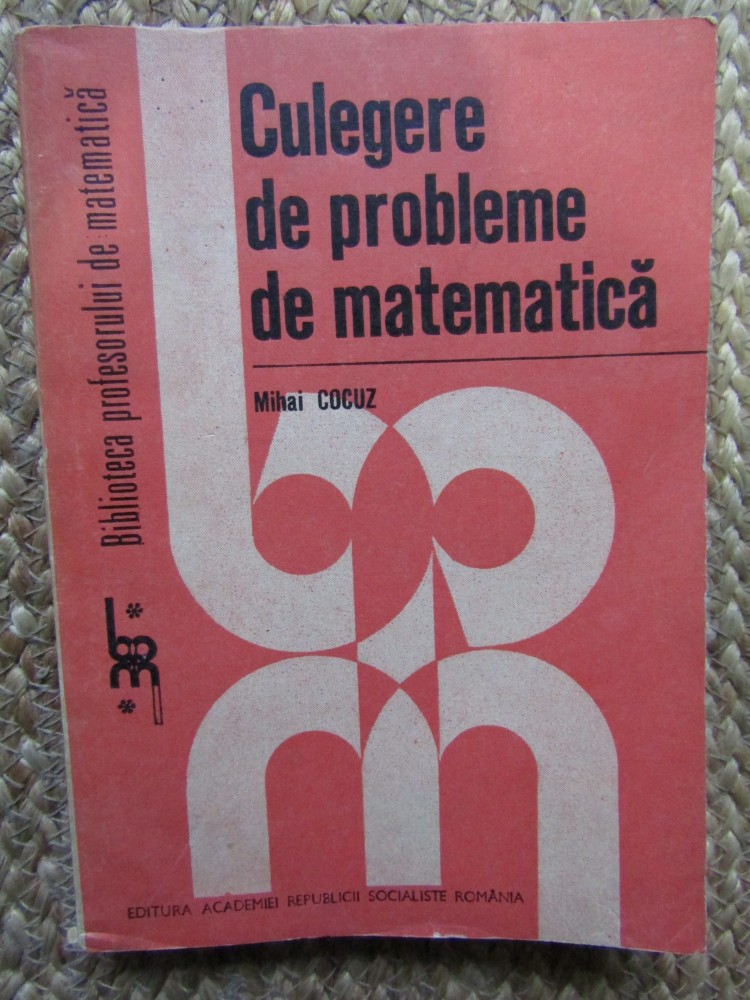 Culegere
de probleme
de matematică
Mihai COCUZ
Biblioteca profesorului de matematică
EDITURA ACADEMIEI REPUBLICII SOCIALISTE ROMÂNIA